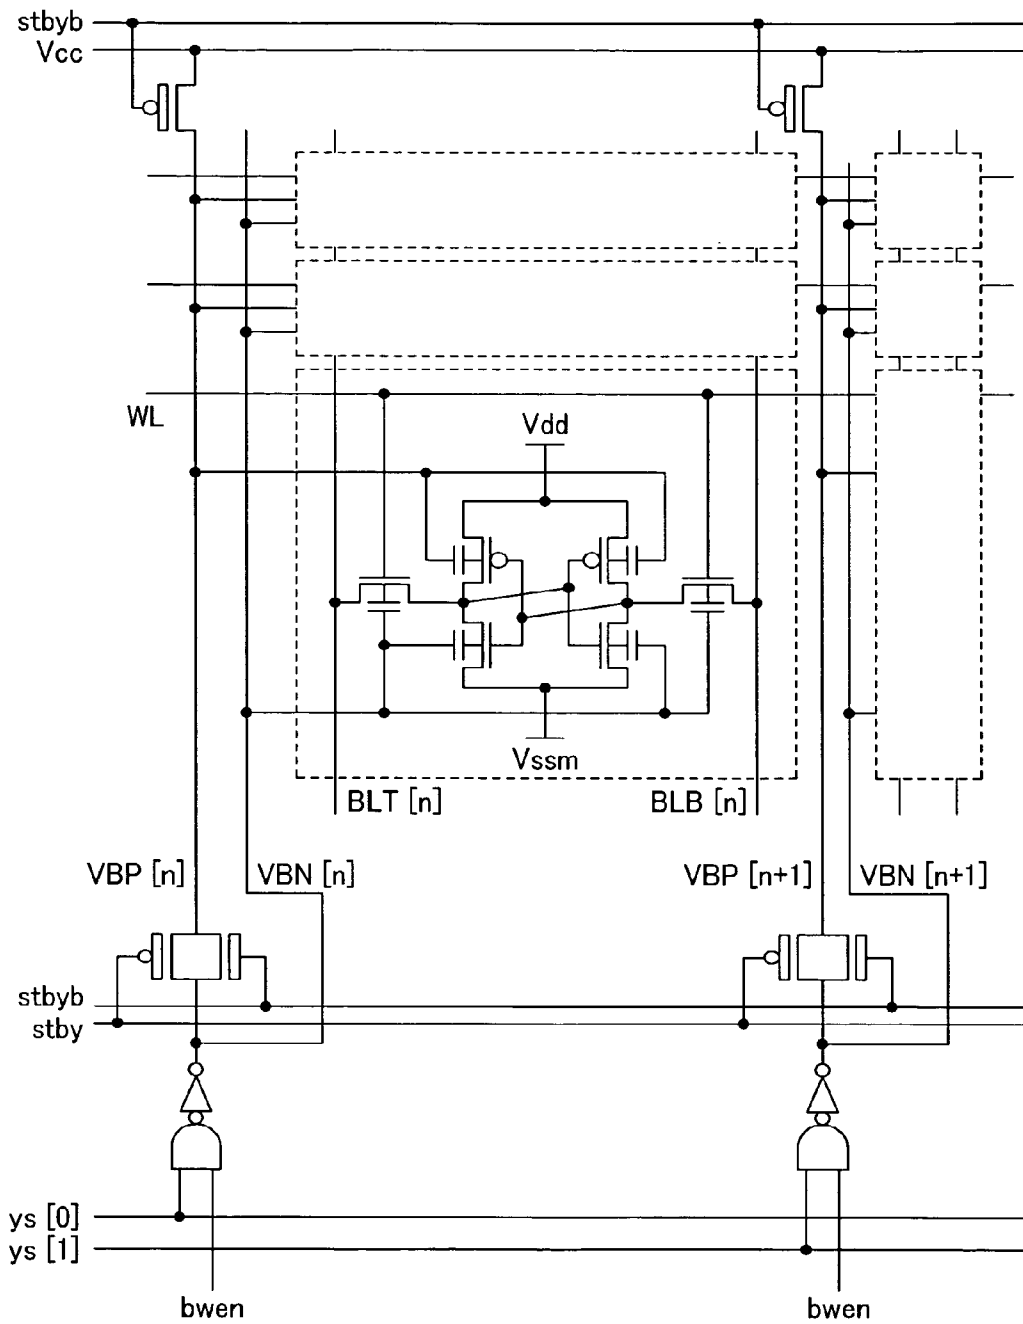 stbyb
Vcc
WL
Vdd
Vssm
BLT [n]
BLB [n]
VBP [n]
VBN [n]
VBP [n+1]
VBN [n+1]
stbyb
stby
ys [0]
ys [1]
bwen
bwen